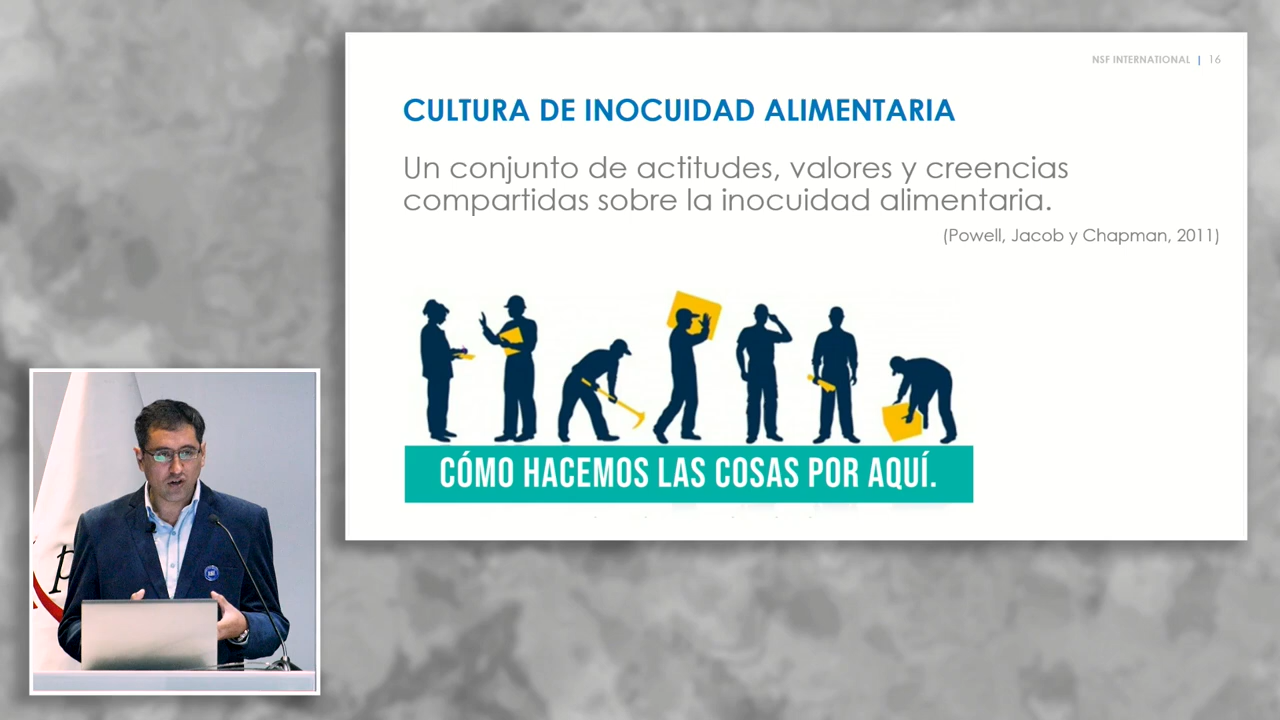 NSF INTERNATIONAL | 16
CULTURA DE INOCUIDAD ALIMENTARIA
Un conjunto de actitudes, valores y creencias
compartidas sobre la inocuidad alimentaria.
(Powell, Jacob y Chapman, 2011)
CÓMO HACEMOS LAS COSAS POR AQUÍ.